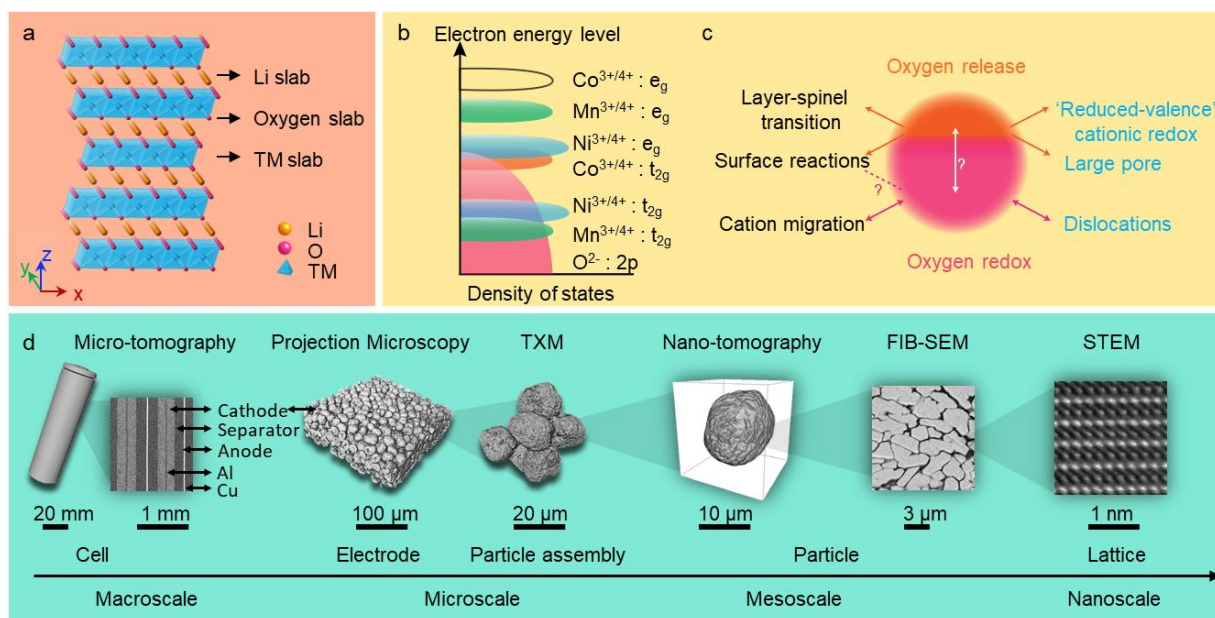 a
Li slab
Oxygen slab
TM slab
Li
O
TM
z
y
x
b
Electron energy level
Co³⁺/⁴⁺ : e_g
Mn³⁺/⁴⁺ : e_g
Ni³⁺/⁴⁺ : e_g
Co³⁺/⁴⁺ : t₂g
Ni³⁺/⁴⁺ : t₂g
Mn³⁺/⁴⁺ : t₂g
O²⁻ : 2p
Density of states
c
Oxygen release
Layer-spinel
transition
Surface reactions
?
Cation migration
?
'Reduced-valence'
cationic redox
Large pore
Dislocations
Oxygen redox
d
Micro-tomography
Projection Microscopy
TXM
Nano-tomography
FIB-SEM
STEM
Cathode
Separator
Anode
Al
Cu
20 mm
1 mm
100 µm
20 µm
10 µm
3 µm
1 nm
Cell
Electrode
Particle assembly
Particle
Lattice
Macroscale
Microscale
Mesoscale
Nanoscale